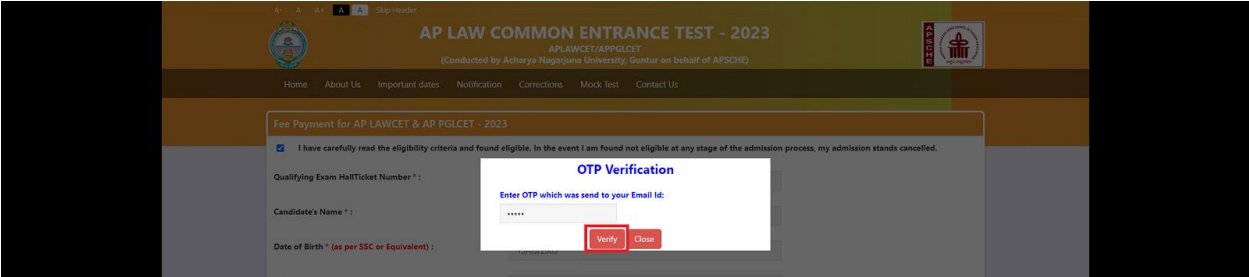 A- A A+ A A Skip Header
AP LAW COMMON ENTRANCE TEST - 2023
APLAWCET/APPGLCET
(Conducted by Acharya Nagarjuna University, Guntur on behalf of APSCHE)
APSCHE
Home About Us Important dates Notification Corrections Mock Test Contact Us
Fee Payment for AP LAWCET & AP PGLCET - 2023
I have carefully read the eligibility criteria and found eligible. In the event I am found not eligible at any stage of the admission process, my admission stands cancelled.
OTP Verification
Qualifying Exam HallTicket Number * :
Enter OTP which was send to your Email Id:
Candidate's Name * :
•••••
Verify Close
Date of Birth * (as per SSC or Equivalent) :